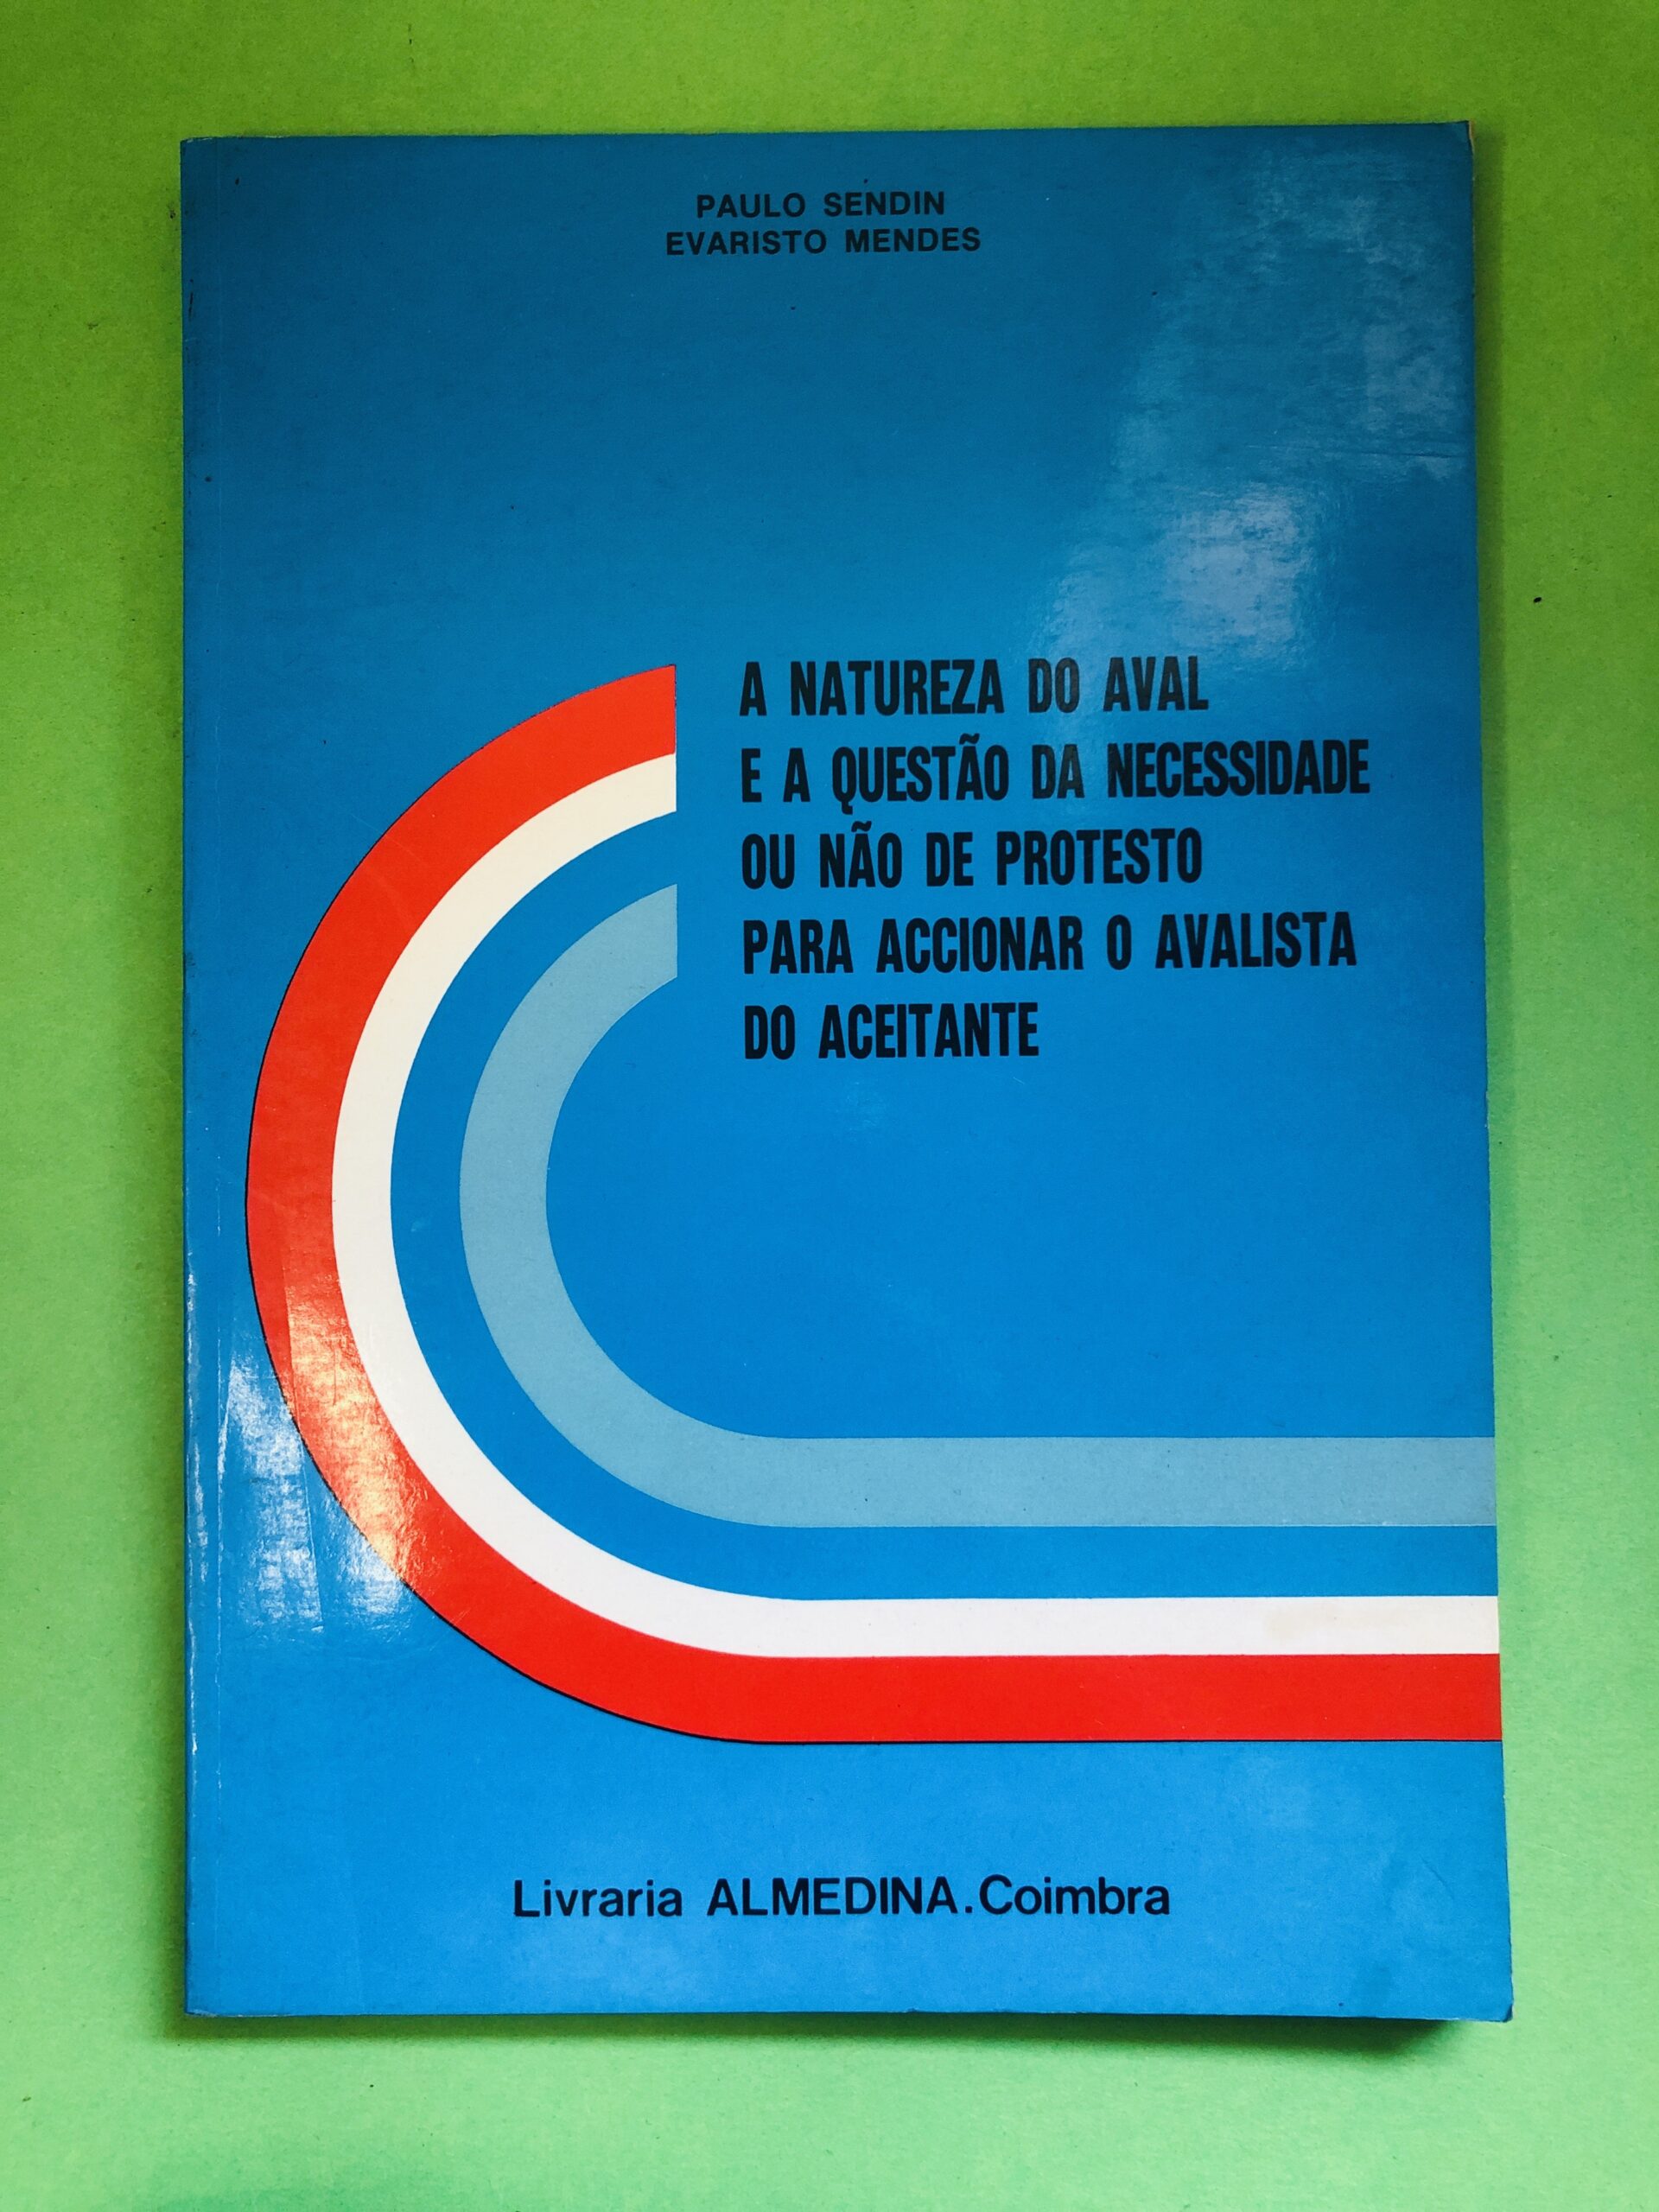 PAULO SENDIN
EVARISTO MENDES
A NATUREZA DO AVAL
E A QUESTÃO DA NECESSIDADE
OU NÃO DE PROTESTO
PARA ACCIONAR O AVALISTA
DO ACEITANTE
Livraria ALMEDINA.Coimbra